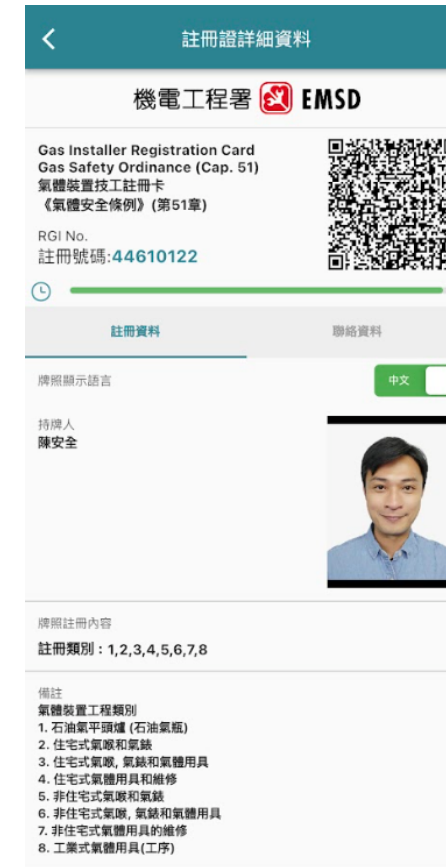 註冊證詳細資料
機電工程署 EMSD
Gas Installer Registration Card
Gas Safety Ordinance (Cap. 51)
氣體裝置技工註冊卡
《氣體安全條例》(第51章)
RGI No.
註冊號碼:44610122
註冊資料 聯絡資料
牌照顯示語言 中文
持牌人
陳安全
牌照註冊內容
註冊類別：1,2,3,4,5,6,7,8
備註
氣體裝置工程類別
1. 石油氣平頭爐 (石油氣瓶)
2. 住宅式氣喉和氣錶
3. 住宅式氣喉, 氣錶和氣體用具
4. 住宅式氣體用具和維修
5. 非住宅式氣喉和氣錶
6. 非住宅式氣喉, 氣錶和氣體用具
7. 非住宅式氣體用具的維修
8. 工業式氣體用具(工序)